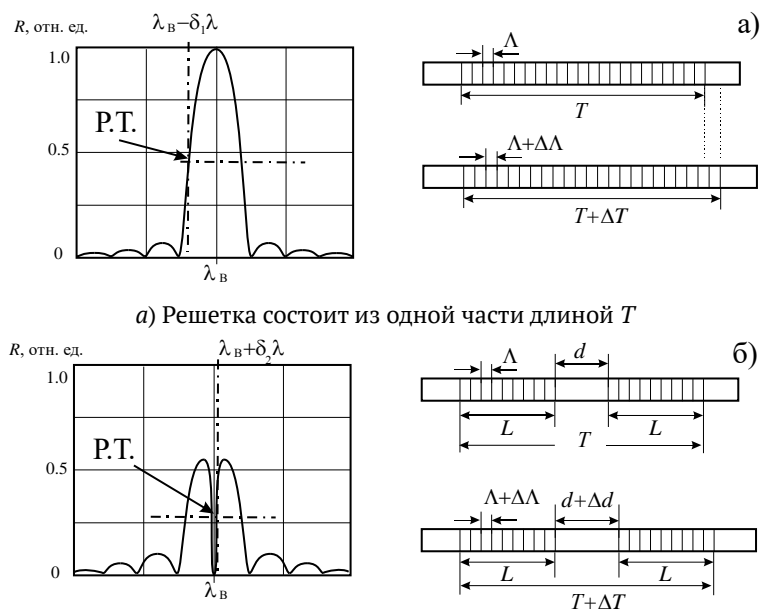 R, отн. ед.
λB−δ1λ
1.0
Р.Т.
0.5
0
λB
а)
Λ
T
Λ+ΔΛ
T+ΔT
а) Решетка состоит из одной части длиной T
R, отн. ед.
λB+δ2λ
1.0
Р.Т.
0.5
0
λB
б)
Λ
d
L
T
L
Λ+ΔΛ
d+Δd
L
L
T+ΔT